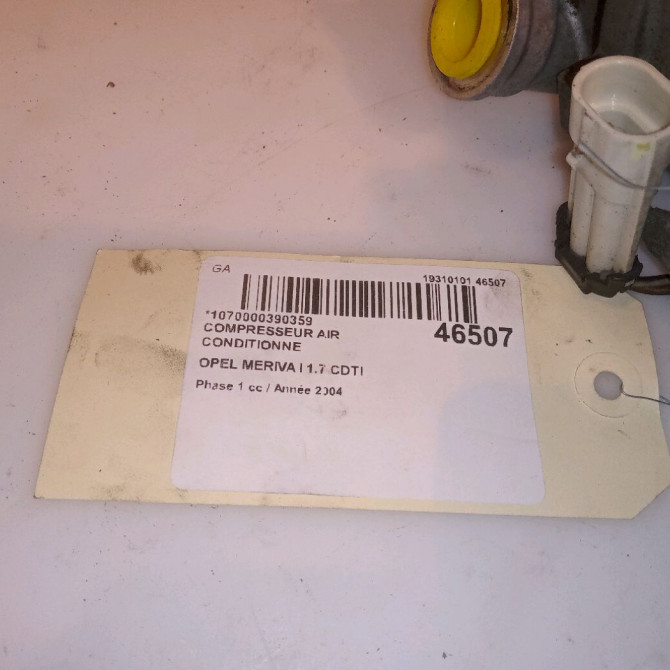 GA
19310101 46507
*1070000390359
46507
COMPRESSEUR AIR
CONDITIONNE
OPEL MERIVA I 1.7 CDTI
Phase 1 cc / Année 2004